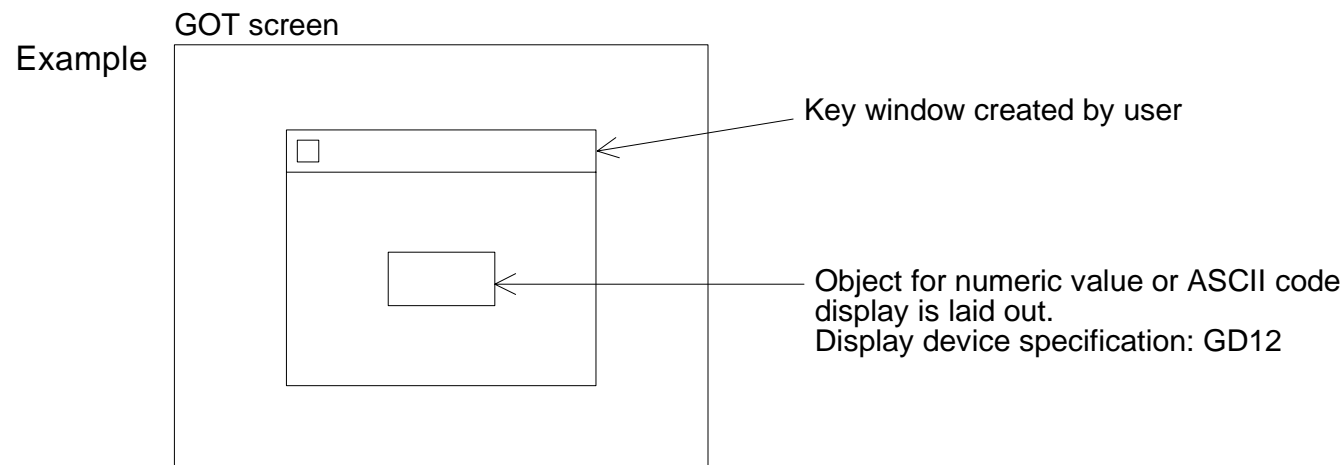 GOT screen
Example
Key window created by user
Object for numeric value or ASCII code
display is laid out.
Display device specification: GD12